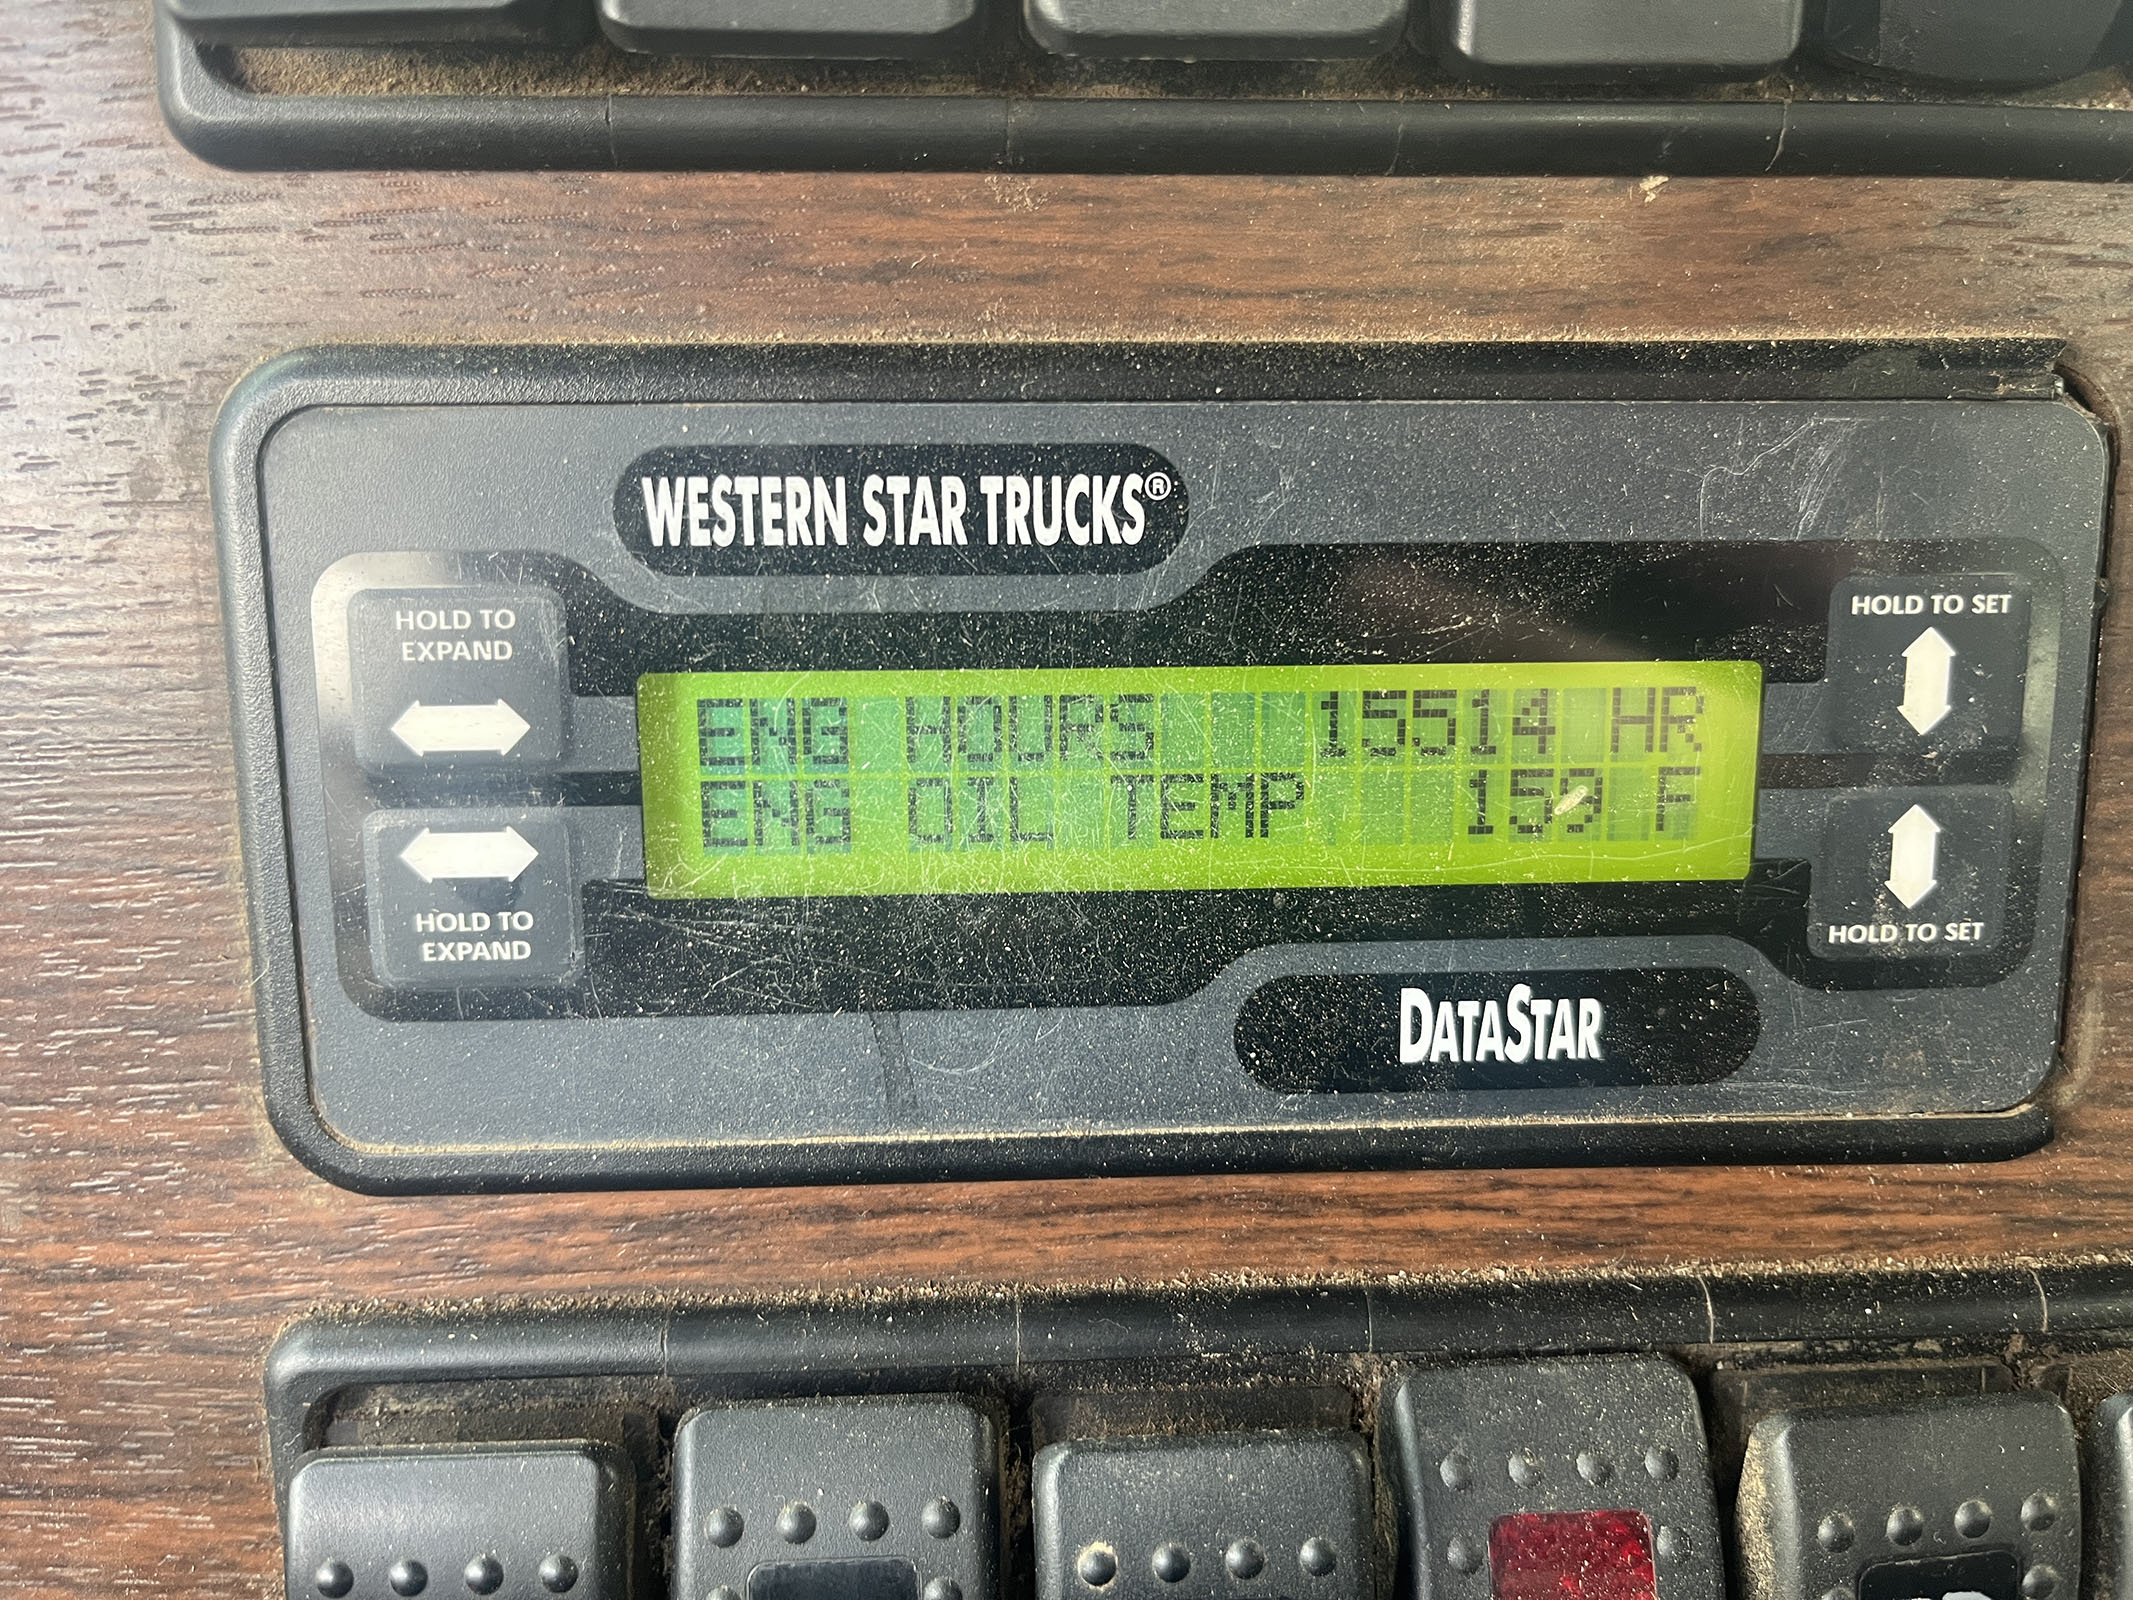 WESTERN STAR TRUCKS®
HOLD TO
EXPAND
HOLD TO SET
ENG HOURS 15514 HR
ENG OIL TEMP 159 F
HOLD TO
EXPAND
HOLD TO SET
DATASTAR